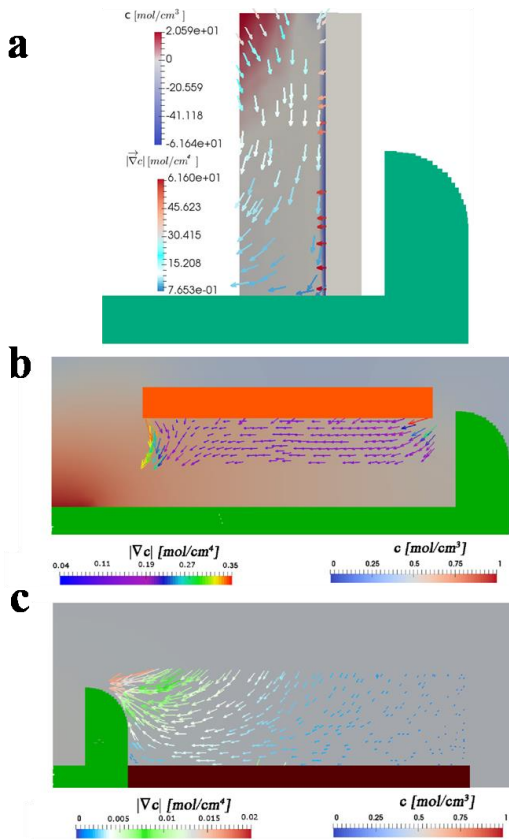 a
c [mol/cm³]
2.059e+01
0
-20.559
-41.118
-6.164e+01
|∇c| [mol/cm⁴]
6.160e+01
45.623
30.415
15.208
7.653e-01
b
|∇c| [mol/cm⁴]
0.04 0.11 0.19 0.27 0.35
c [mol/cm³]
0 0.25 0.5 0.75 1
c
|∇c| [mol/cm⁴]
0 0.005 0.01 0.015 0.02
c [mol/cm³]
0 0.25 0.5 0.75 1